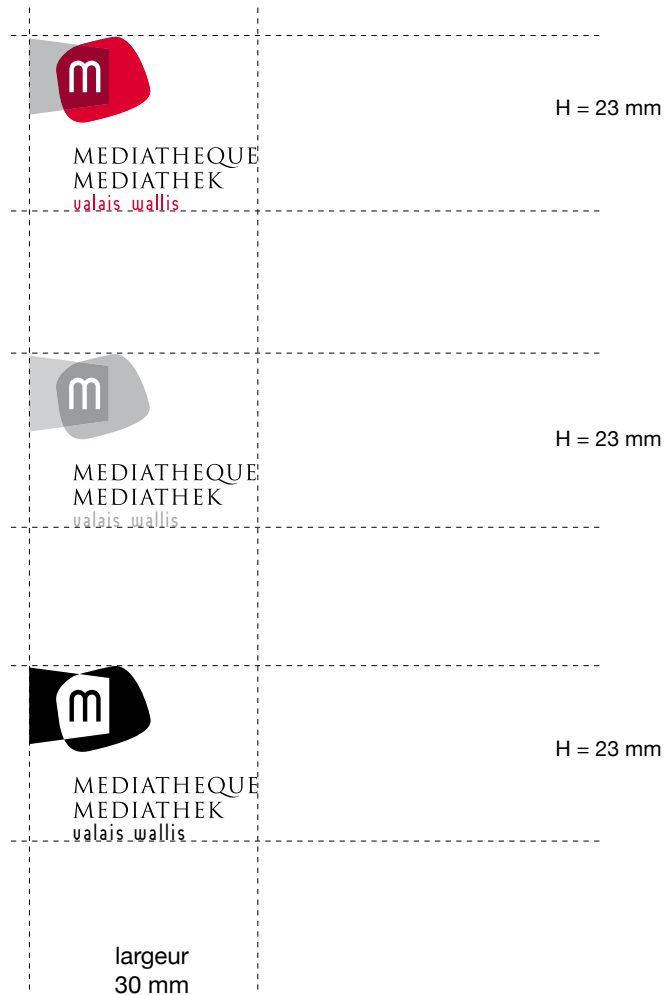 m
H = 23 mm
MEDIATHEQUE
MEDIATHEK
valais wallis
m
H = 23 mm
MEDIATHEQUE
MEDIATHEK
valais wallis
m
H = 23 mm
MEDIATHEQUE
MEDIATHEK
valais wallis
largeur
30 mm